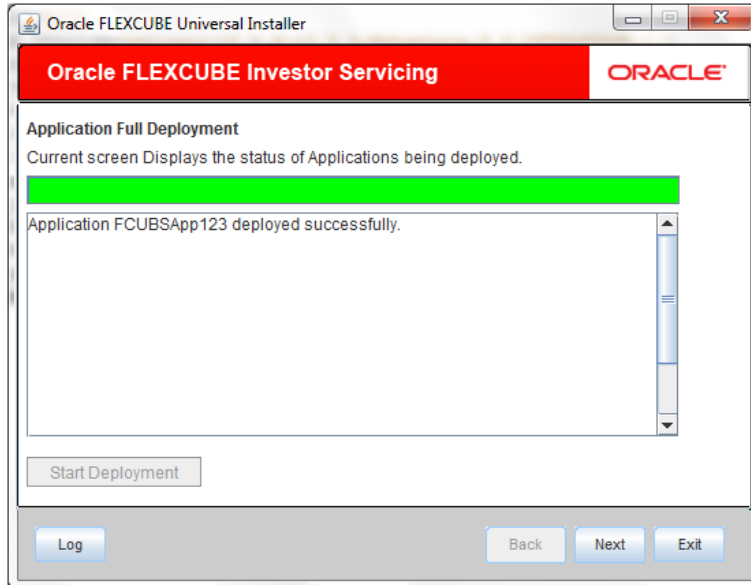 Oracle FLEXCUBE Universal Installer
Oracle FLEXCUBE Investor Servicing
ORACLE
Application Full Deployment
Current screen Displays the status of Applications being deployed.
Application FCUBSApp123 deployed successfully.
Start Deployment
Log Back Next Exit